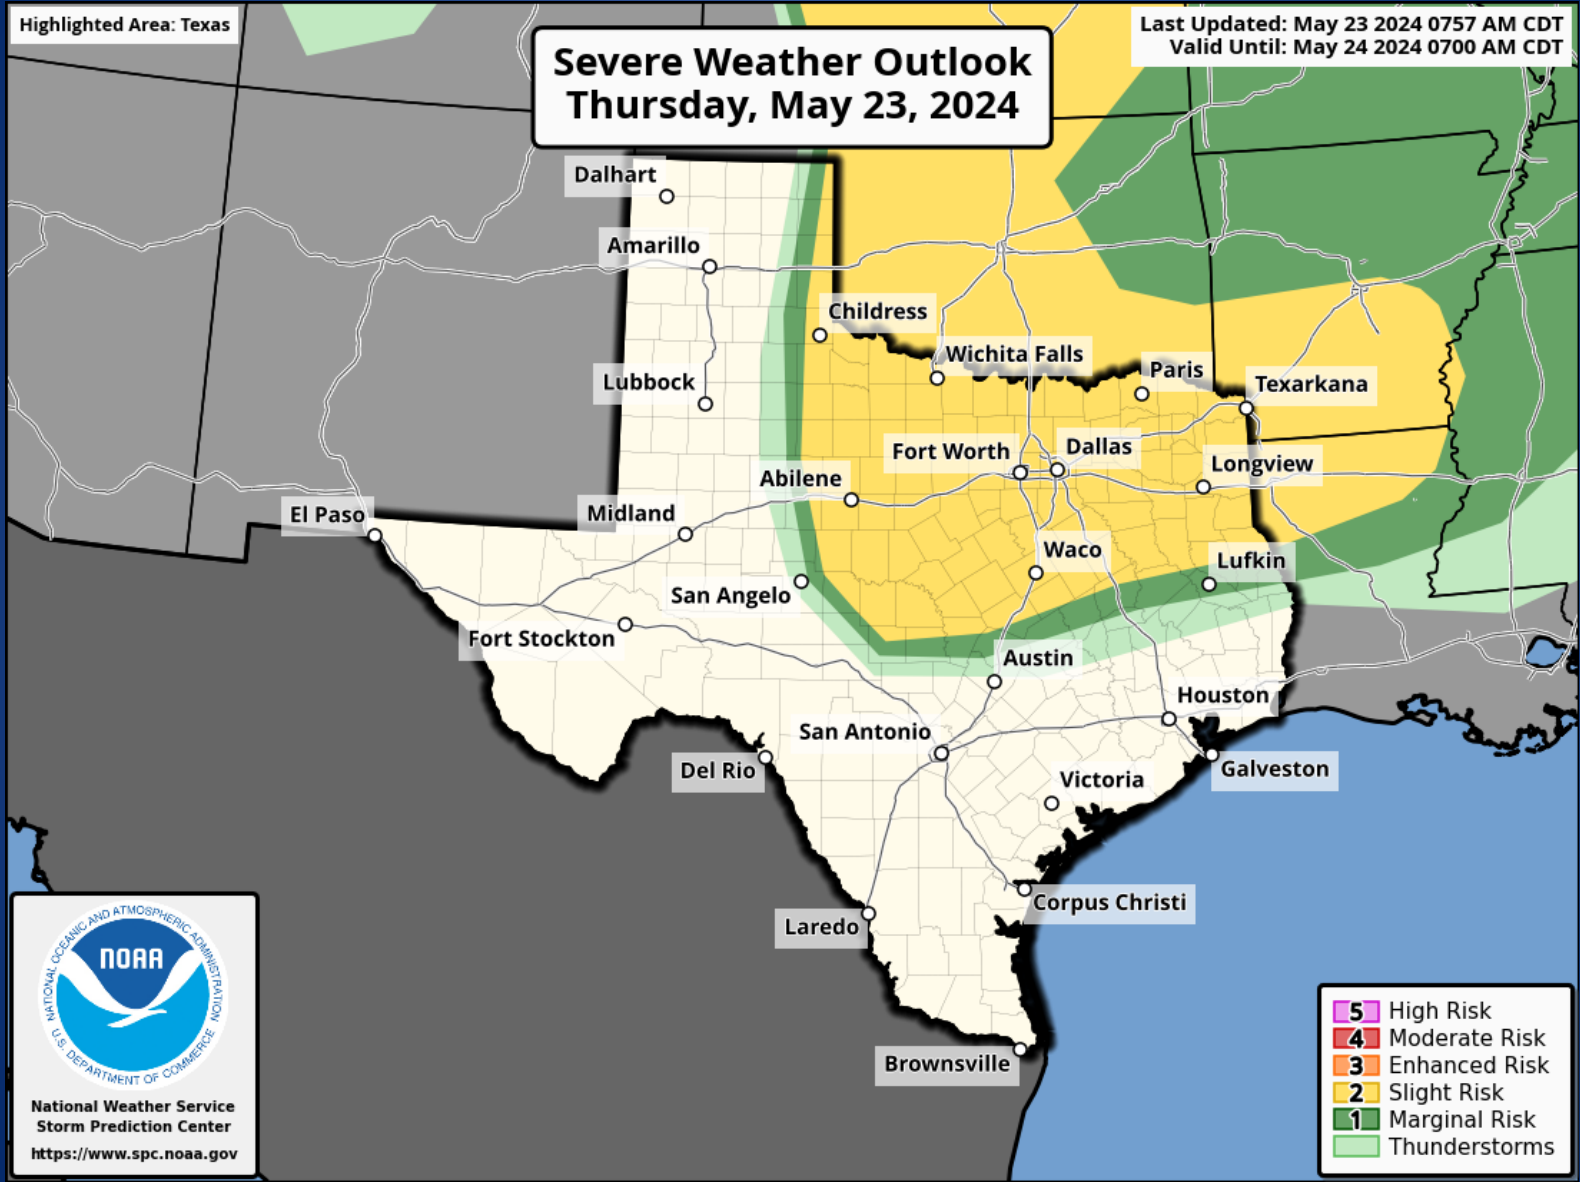 Highlighted Area: Texas
Severe Weather Outlook
Thursday, May 23, 2024
Last Updated: May 23 2024 0757 AM CDT
Valid Until: May 24 2024 0700 AM CDT
Dalhart
Amarillo
Childress
Wichita Falls
Paris
Texarkana
Lubbock
Fort Worth
Dallas
Longview
Abilene
El Paso
Midland
Waco
Lufkin
San Angelo
Fort Stockton
Austin
Houston
San Antonio
Del Rio
Galveston
Victoria
Corpus Christi
Laredo
Brownsville
NATIONAL OCEANIC AND ATMOSPHERIC ADMINISTRATION
NOAA
U.S. DEPARTMENT OF COMMERCE
National Weather Service
Storm Prediction Center
https://www.spc.noaa.gov
5 High Risk
4 Moderate Risk
3 Enhanced Risk
2 Slight Risk
1 Marginal Risk
Thunderstorms